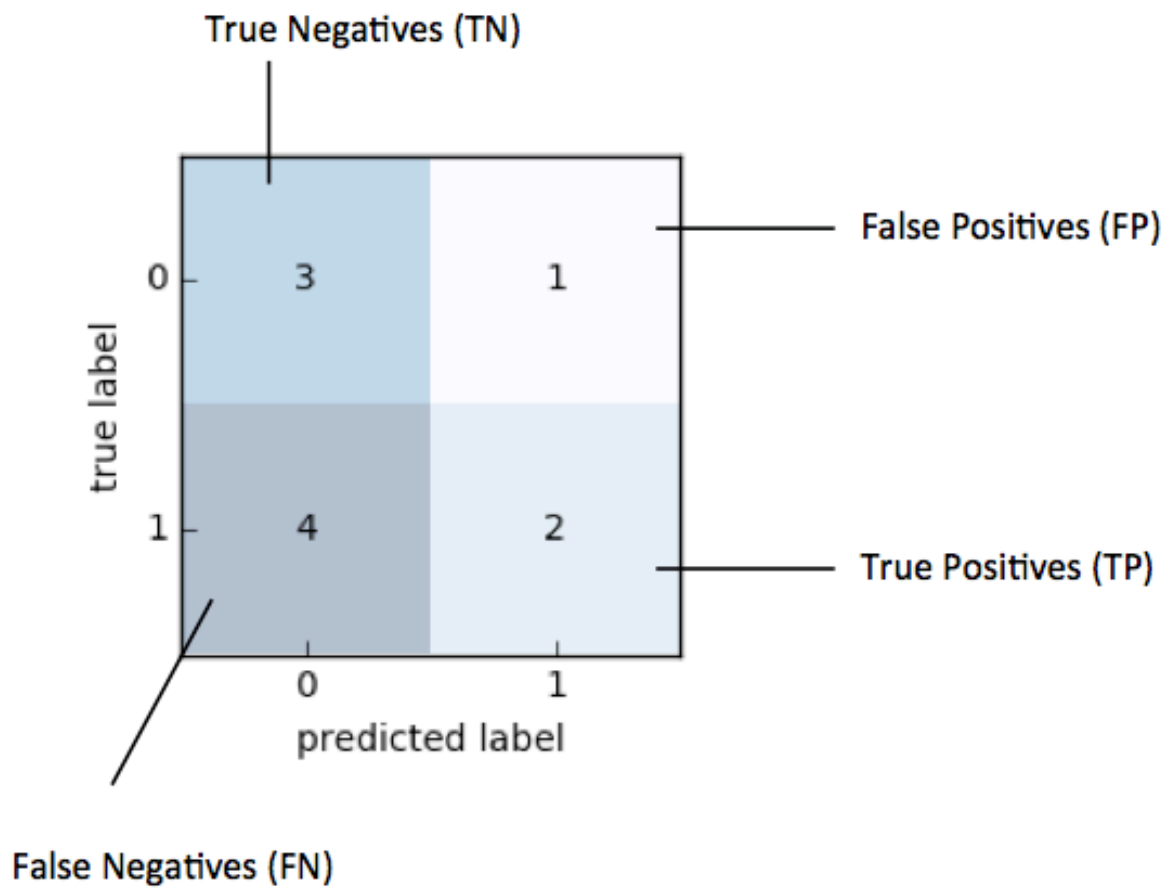 True Negatives (TN)
False Positives (FP)
0
3
1
true label
1
4
2
True Positives (TP)
0
1
predicted label
False Negatives (FN)